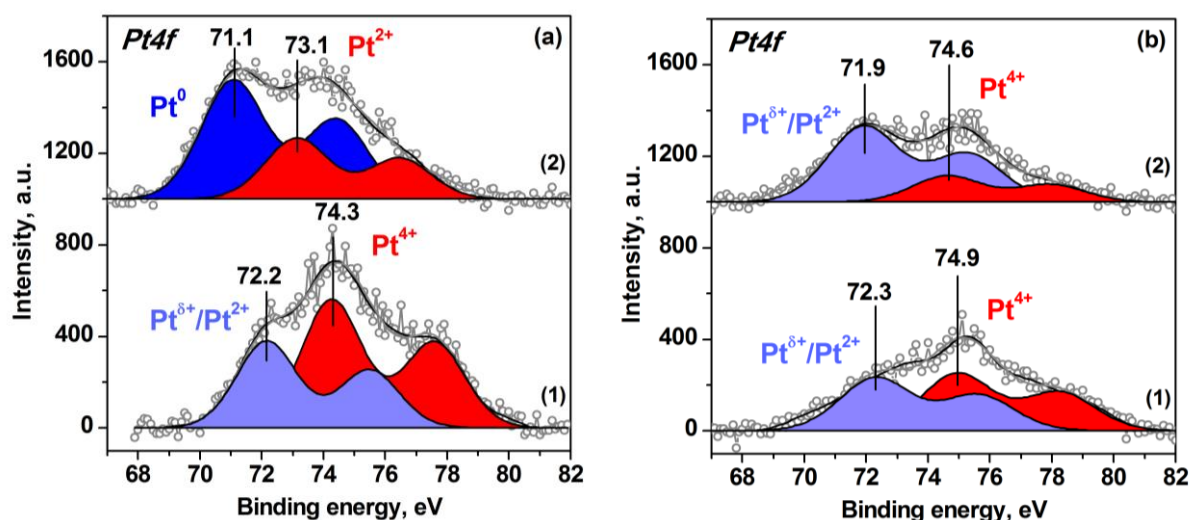 Pt4f
71.1
73.1
Pt²⁺
(a)
1600
Pt⁰
1200
(2)
74.3
800
Pt⁴⁺
72.2
Pt^δ+/Pt²⁺
400
(1)
0
68 70 72 74 76 78 80 82
Binding energy, eV
Intensity, a.u.
Pt4f
74.6
(b)
71.9
Pt⁴⁺
1600
Pt^δ+/Pt²⁺
1200
(2)
74.9
800
72.3
Pt⁴⁺
Pt^δ+/Pt²⁺
400
(1)
0
68 70 72 74 76 78 80 82
Binding energy, eV
Intensity, a.u.